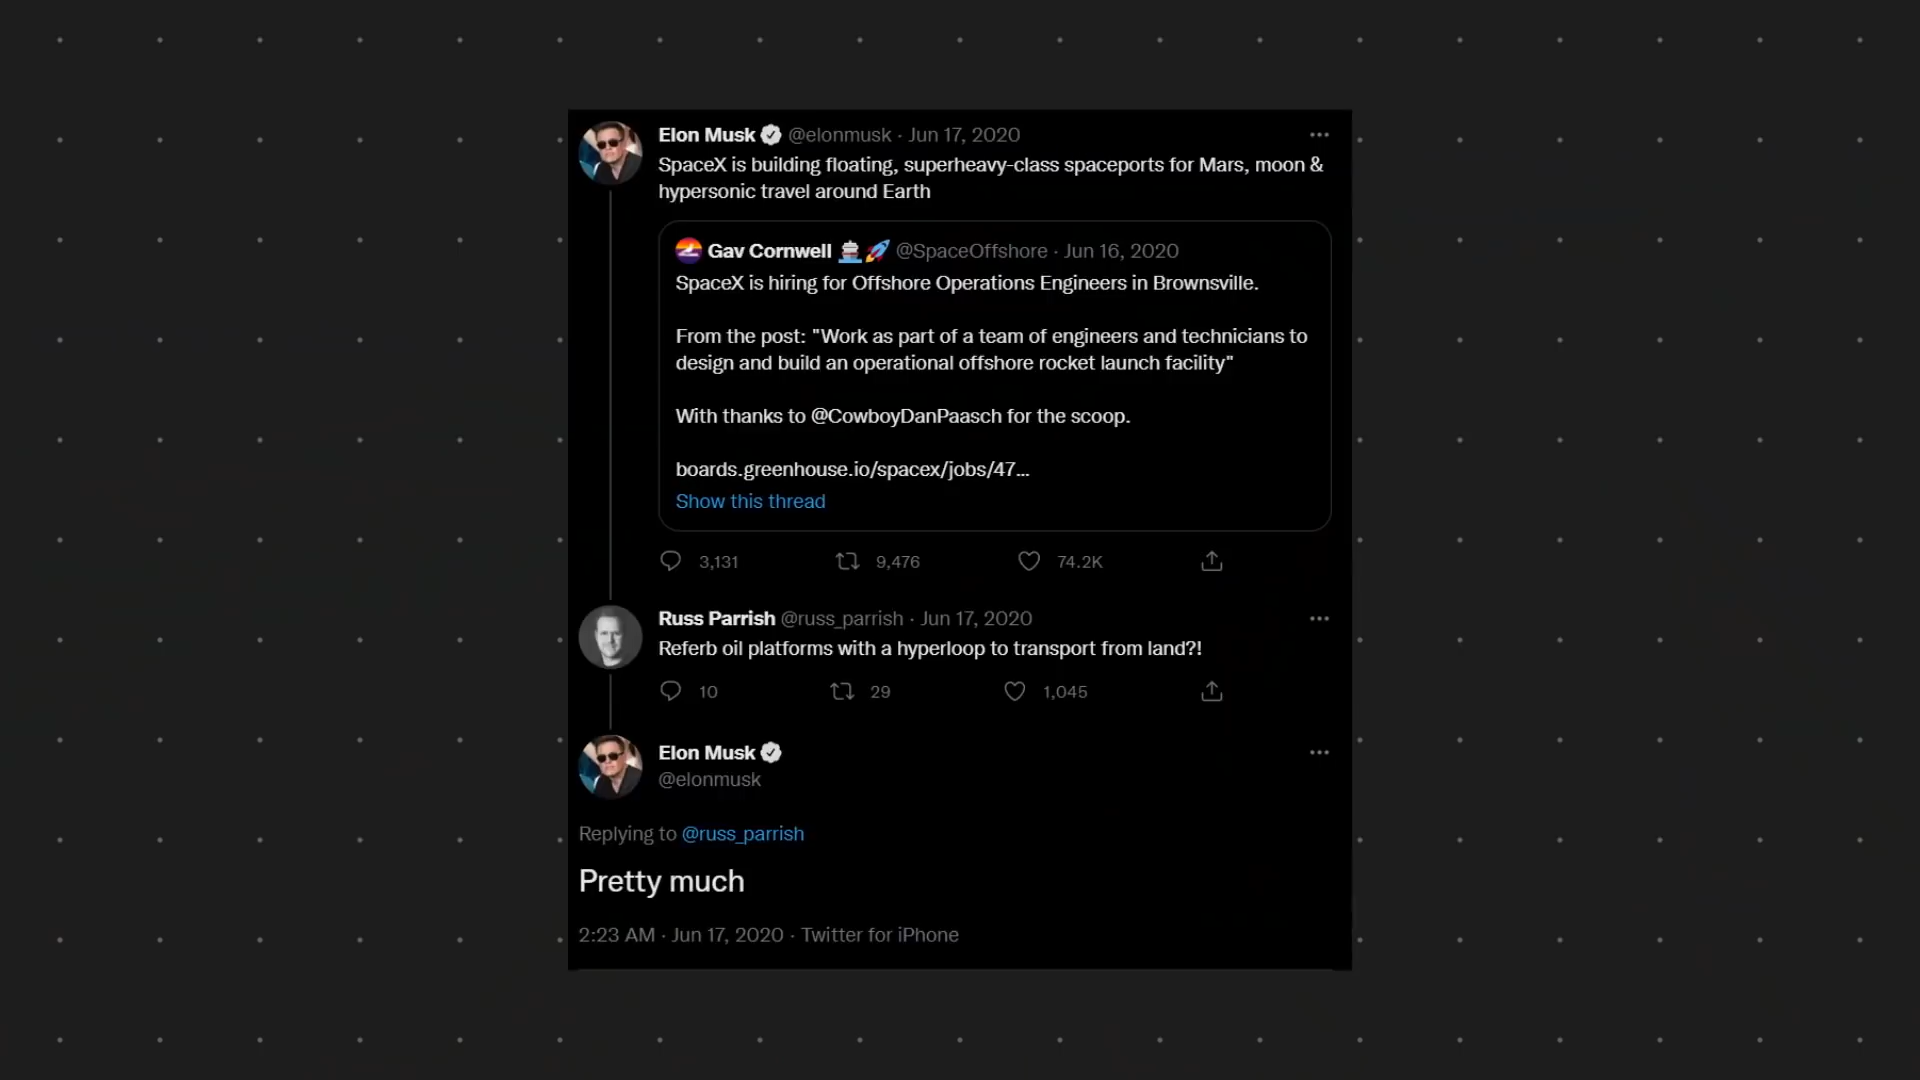 Elon Musk @elonmusk · Jun 17, 2020
SpaceX is building floating, superheavy-class spaceports for Mars, moon &
hypersonic travel around Earth
Gav Cornwell 🚢🚀 @SpaceOffshore · Jun 16, 2020
SpaceX is hiring for Offshore Operations Engineers in Brownsville.
From the post: "Work as part of a team of engineers and technicians to
design and build an operational offshore rocket launch facility"
With thanks to @CowboyDanPaasch for the scoop.
boards.greenhouse.io/spacex/jobs/47...
Show this thread
3,131 9,476 74.2K
Russ Parrish @russ_parrish · Jun 17, 2020
Referb oil platforms with a hyperloop to transport from land?!
10 29 1,045
Elon Musk
@elonmusk
Replying to @russ_parrish
Pretty much
2:23 AM · Jun 17, 2020 · Twitter for iPhone